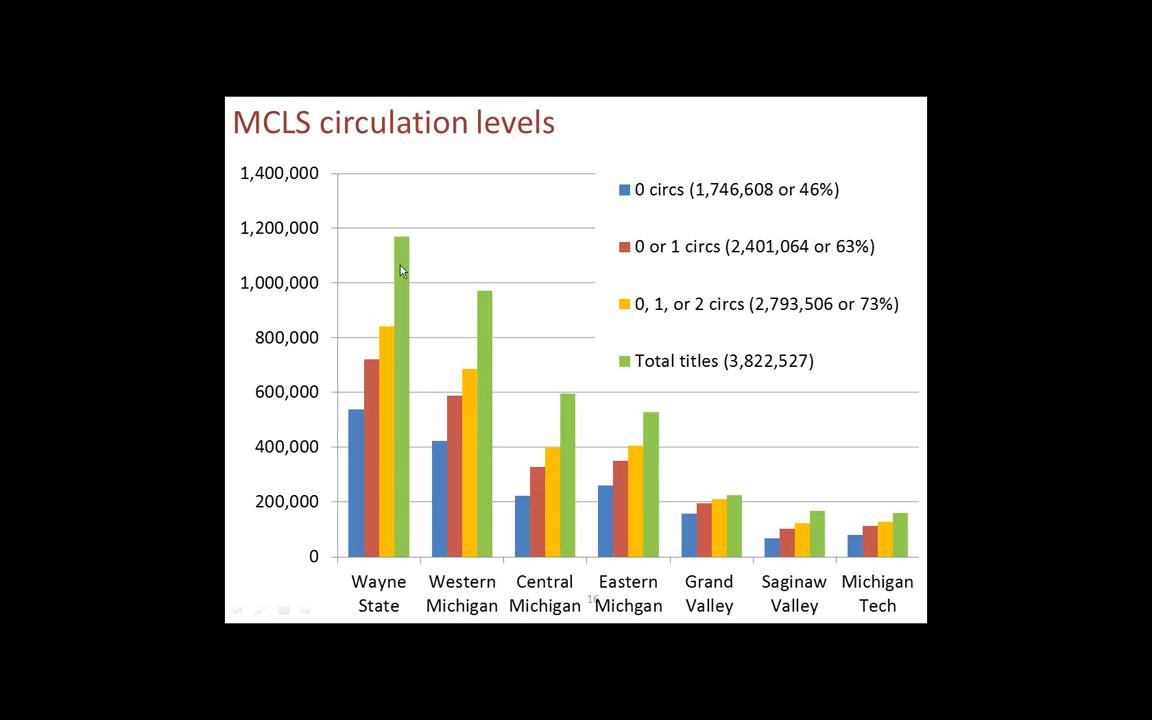 MCLS circulation levels
1,400,000
1,200,000
1,000,000
800,000
600,000
400,000
200,000
0
0 circs (1,746,608 or 46%)
0 or 1 circs (2,401,064 or 63%)
0, 1, or 2 circs (2,793,506 or 73%)
Total titles (3,822,527)
Wayne
State
Western
Michigan
Central
Michigan
Eastern
Michgan
Grand
Valley
Saginaw
Valley
Michigan
Tech